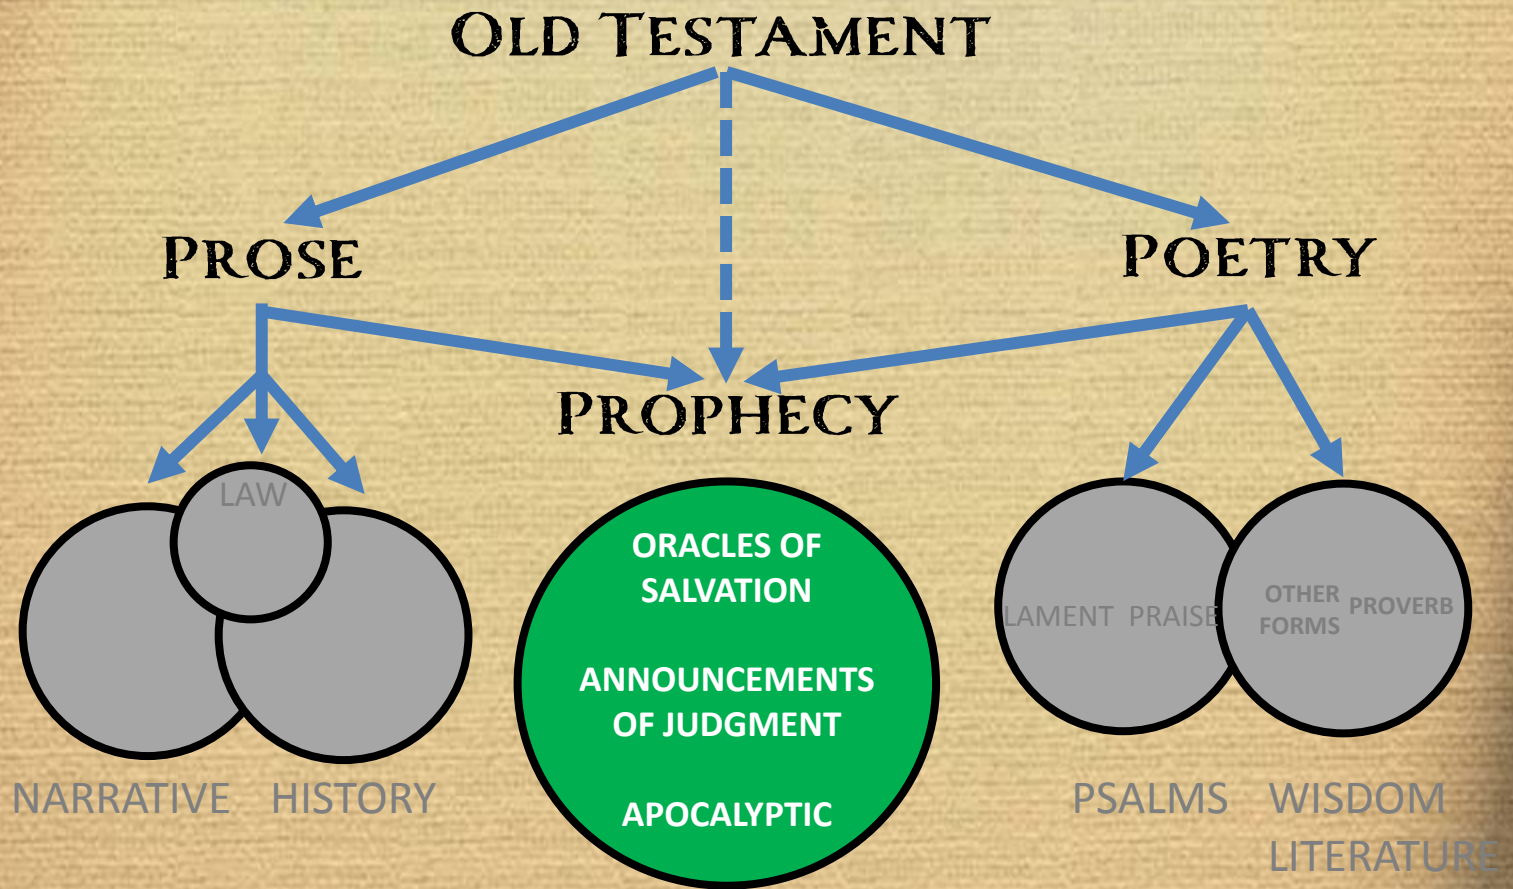 OLD TESTAMENT
PROSE
POETRY
PROPHECY
LAW
ORACLES OF
SALVATION
ANNOUNCEMENTS
OF JUDGMENT
APOCALYPTIC
LAMENT PRAISE
OTHER
FORMS
PROVERB
NARRATIVE
HISTORY
PSALMS
WISDOM
LITERATURE